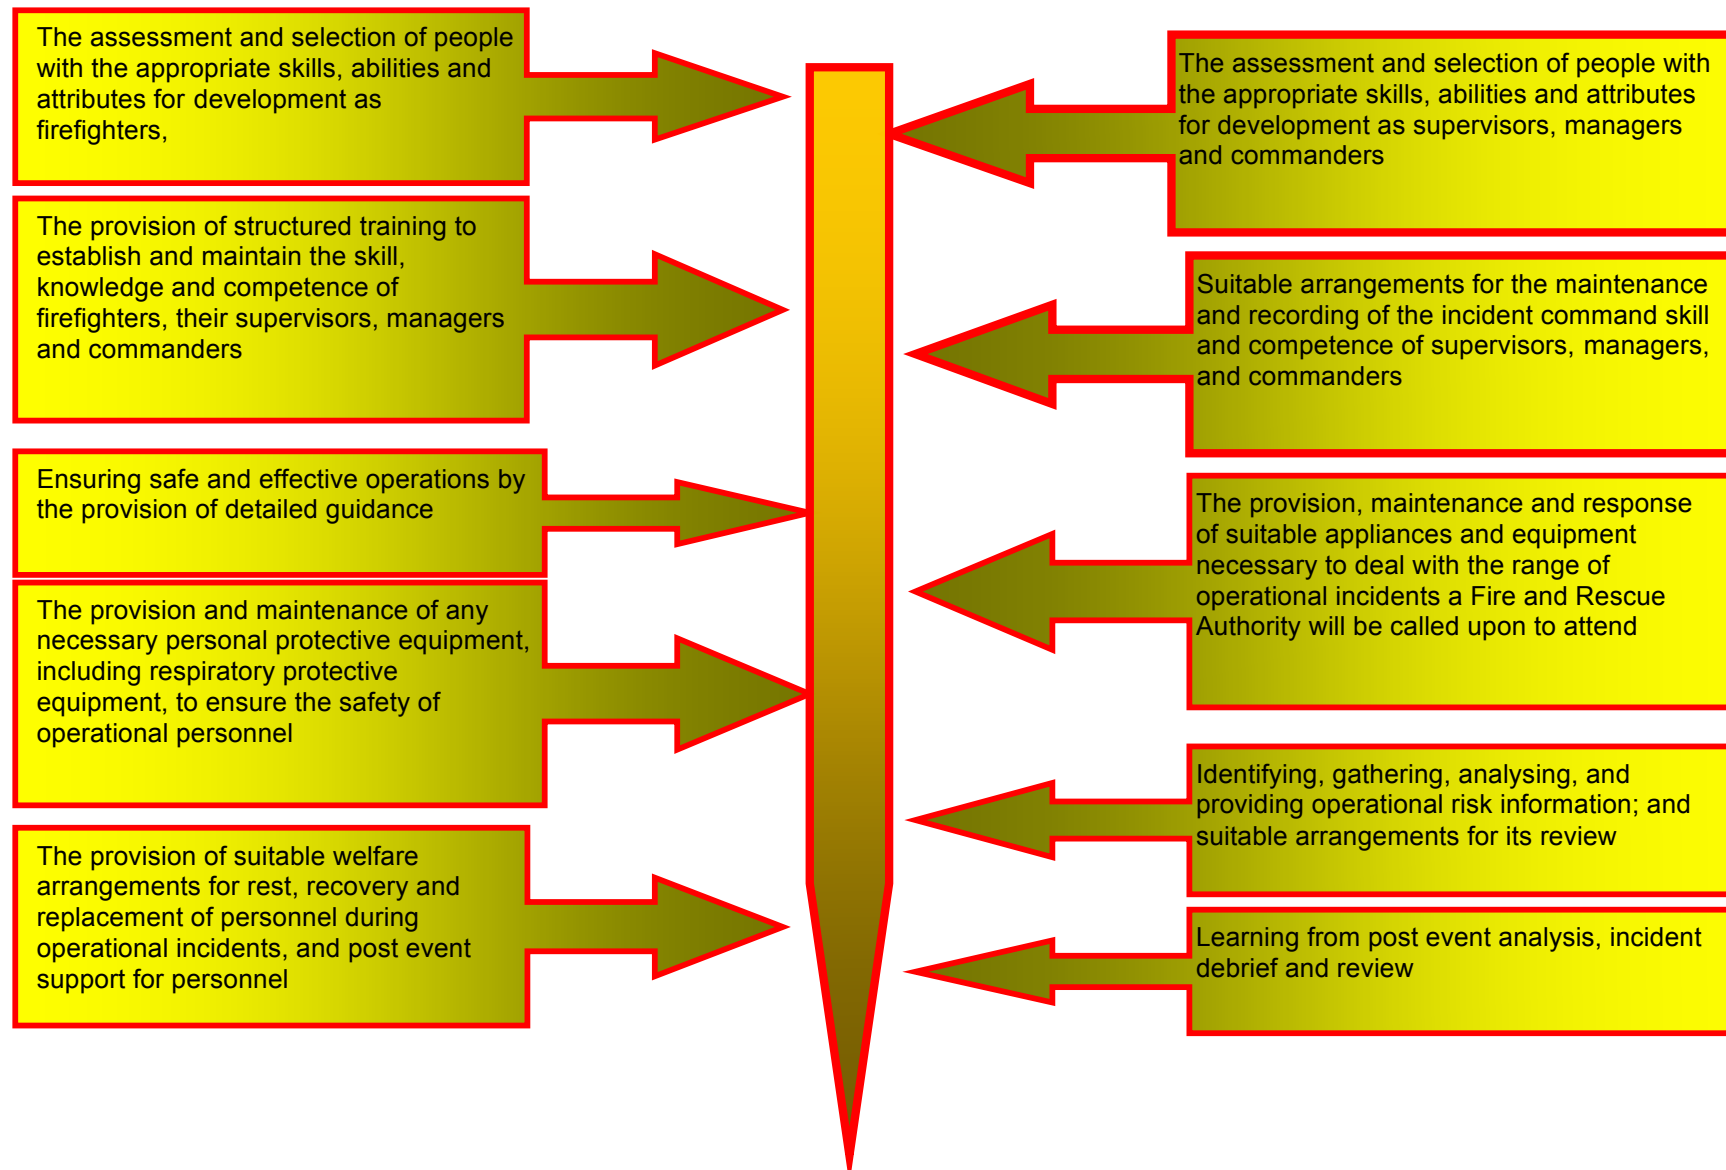 The assessment and selection of people
with the appropriate skills, abilities and
attributes for development as
firefighters,
The provision of structured training to
establish and maintain the skill,
knowledge and competence of
firefighters, their supervisors, managers
and commanders
Ensuring safe and effective operations by
the provision of detailed guidance
The provision and maintenance of any
necessary personal protective equipment,
including respiratory protective
equipment, to ensure the safety of
operational personnel
The provision of suitable welfare
arrangements for rest, recovery and
replacement of personnel during
operational incidents, and post event
support for personnel
The assessment and selection of people with
the appropriate skills, abilities and attributes
for development as supervisors, managers
and commanders
Suitable arrangements for the maintenance
and recording of the incident command skill
and competence of supervisors, managers,
and commanders
The provision, maintenance and response
of suitable appliances and equipment
necessary to deal with the range of
operational incidents a Fire and Rescue
Authority will be called upon to attend
Identifying, gathering, analysing, and
providing operational risk information; and
suitable arrangements for its review
Learning from post event analysis, incident
debrief and review